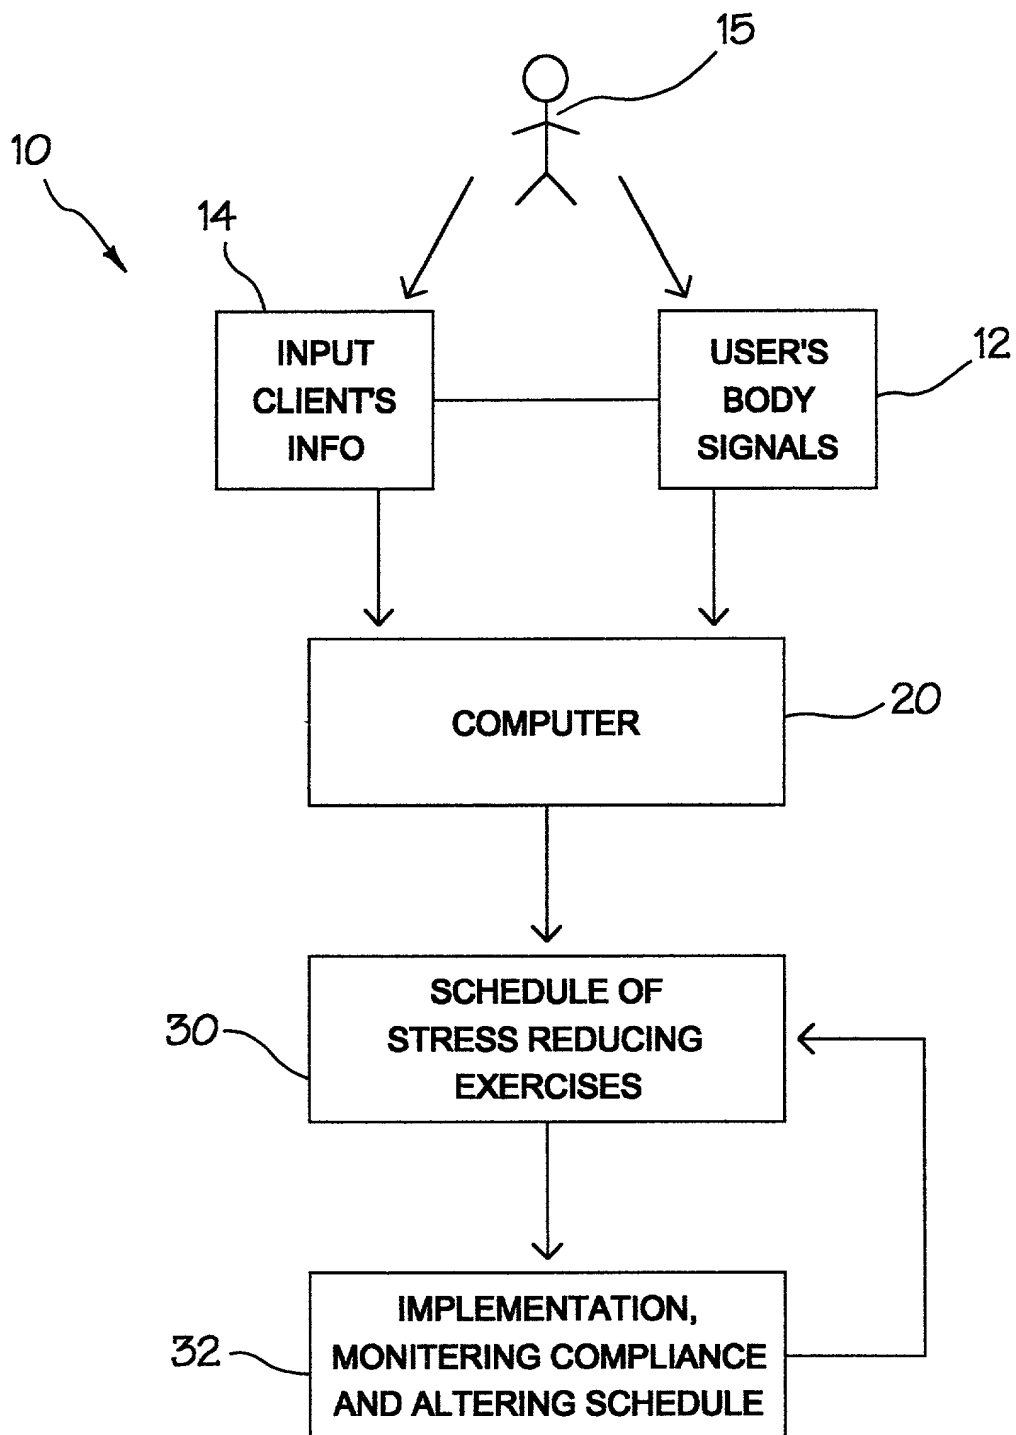 15
10
14
INPUT
CLIENT'S
INFO
USER'S
BODY
SIGNALS
12
COMPUTER
20
SCHEDULE OF
STRESS REDUCING
EXERCISES
30
IMPLEMENTATION,
MONITERING COMPLIANCE
AND ALTERING SCHEDULE
32